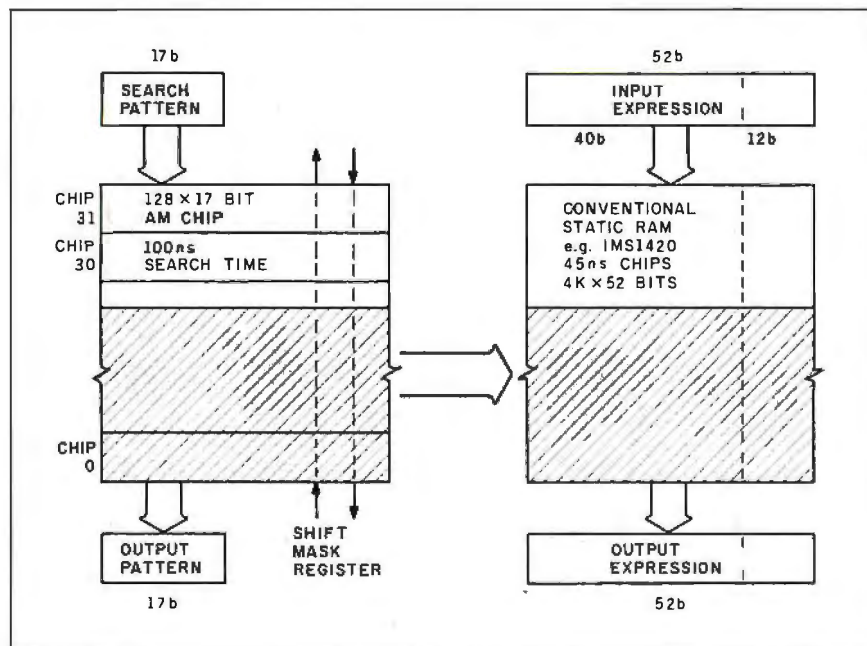 17b
SEARCH
PATTERN
CHIP
31
128 × 17 BIT
AM CHIP
CHIP
30
100ns
SEARCH TIME
CHIP
0
OUTPUT
PATTERN
17b
SHIFT
MASK
REGISTER
52b
INPUT
EXPRESSION
40b
12b
CONVENTIONAL
STATIC RAM
e.g. IMS1420
45ns CHIPS
4K × 52 BITS
OUTPUT
EXPRESSION
52b